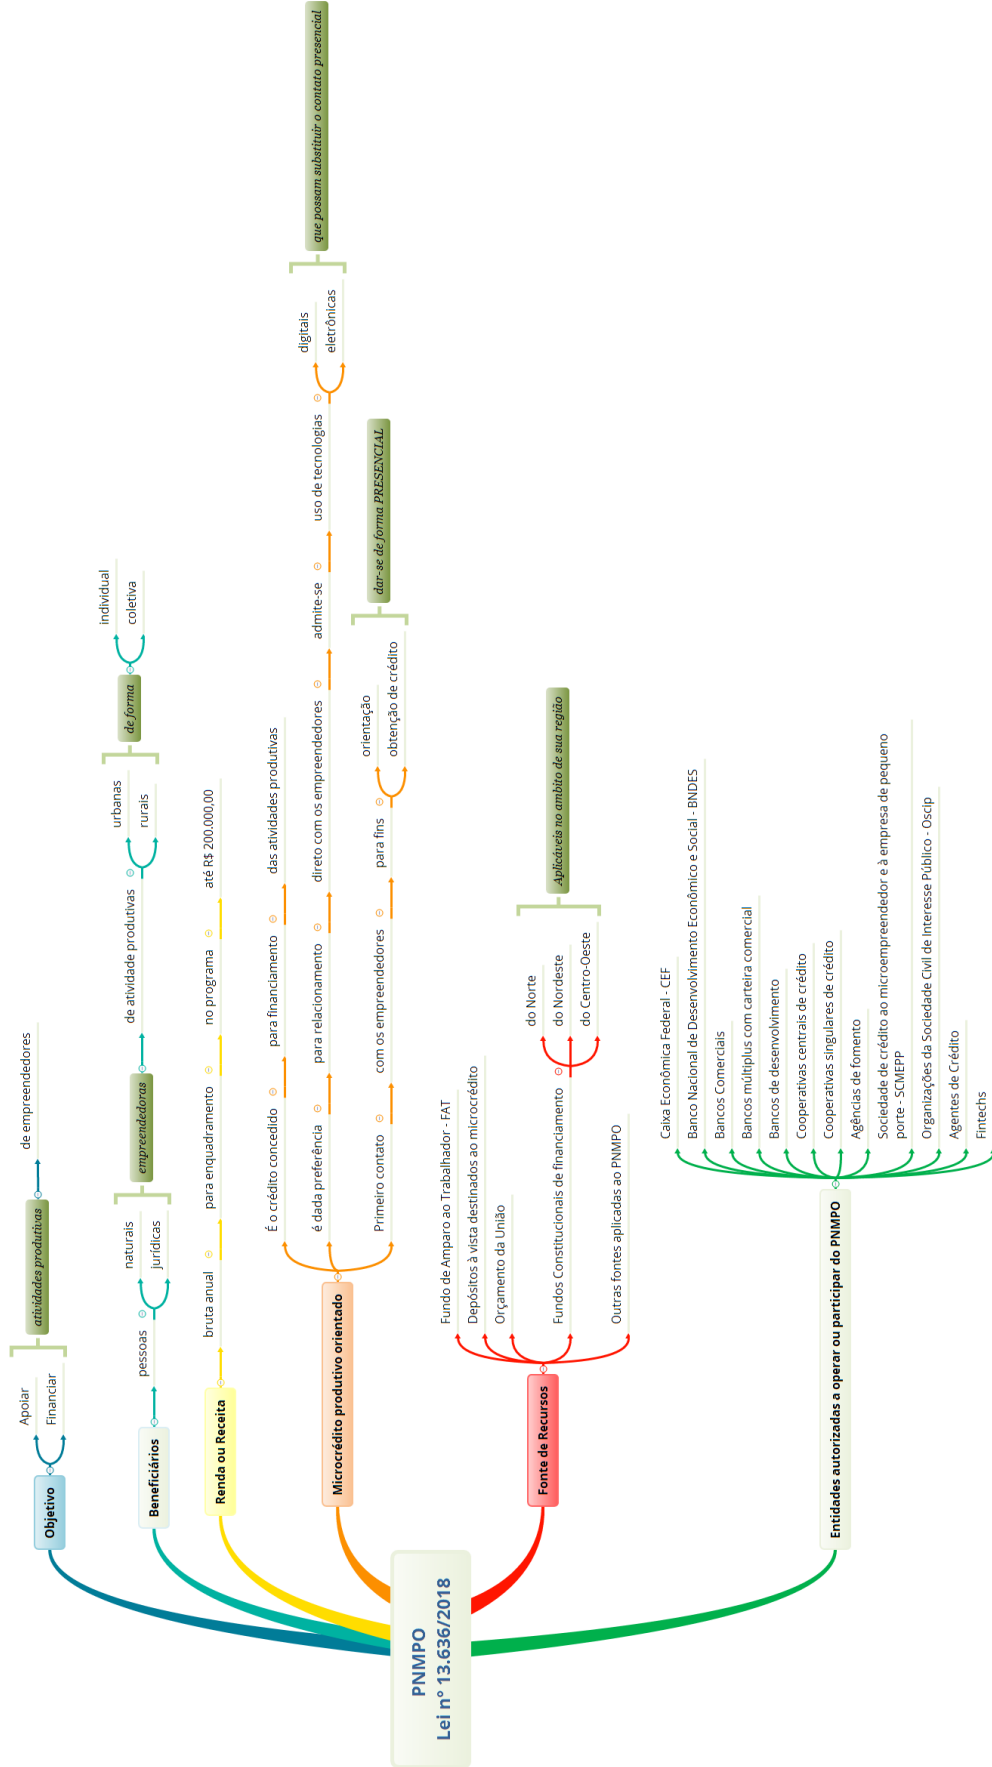 PNMPO
Lei n° 13.636/2018
Objetivo
Apoiar
Financiar
atividades produtivas
de empreendedores
Beneficiários
pessoas
naturais
jurídicas
empreendedoras
de atividade produtivas
urbanas
rurais
de forma
individual
coletiva
Renda ou Receita
bruta anual
para enquadramento
no programa
até R$ 200.000,00
Microcrédito produtivo orientado
É o crédito concedido
para financiamento
das atividades produtivas
é dada preferência
para relacionamento
direto com os empreendedores
admite-se
uso de tecnologias
digitais
eletrônicas
que possam substituir o contato presencial
Primeiro contato
com os empreendedores
para fins
orientação
obtenção de crédito
dar-se de forma PRESENCIAL
Fonte de Recursos
Fundo de Amparo ao Trabalhador - FAT
Depósitos à vista destinados ao microcrédito
Orçamento da União
Fundos Constitucionais de financiamento
do Norte
do Nordeste
do Centro-Oeste
Aplicáveis no ambito de sua região
Outras fontes aplicadas ao PNMPO
Entidades autorizadas a operar ou participar do PNMPO
Caixa Econômica Federal - CEF
Banco Nacional de Desenvolvimento Econômico e Social - BNDES
Bancos Comerciais
Bancos múltiplus com carteira comercial
Bancos de desenvolvimento
Cooperativas centrais de crédito
Cooperativas singulares de crédito
Agências de fomento
Sociedade de crédito ao microempreendedor e à empresa de pequeno
porte - SCMEPP
Organizações da Sociedade Civil de Interesse Público - Oscip
Agentes de Crédito
Fintechs